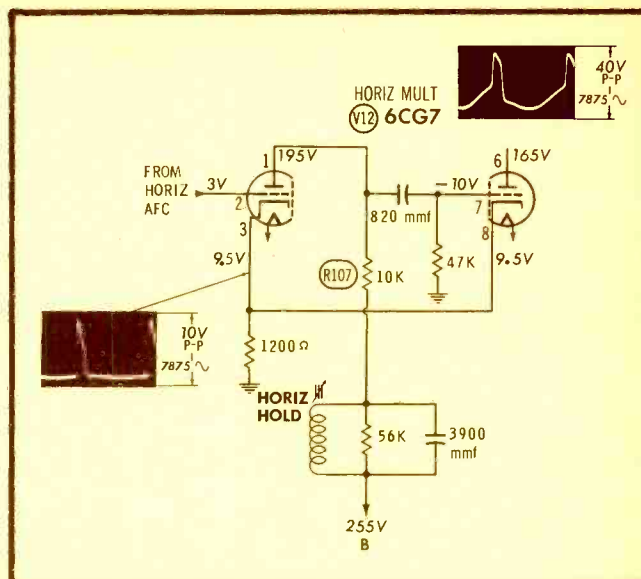 HORIZ MULT
V12 6CG7
40V
P-P
7875 ∿
FROM
HORIZ
AFC
3V
1
195V
2
3
9.5V
820 mmf
-10V
6
165V
7
8
9.5V
R107
10K
47K
10V
P-P
7875 ∿
1200Ω
HORIZ
HOLD
56K
3900
mmf
255V
B